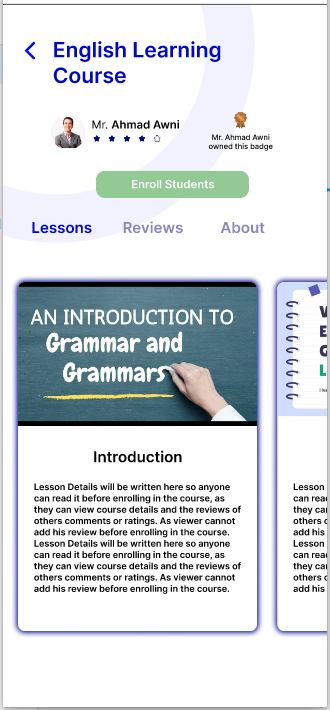 English Learning
Course
Mr. Ahmad Awni
Mr. Ahmad Awni
owned this badge
Enroll Students
Lessons Reviews About
AN INTRODUCTION TO
Grammar and
Grammars
Introduction
Lesson Details will be written here so anyone
can read it before enrolling in the course, as
they can view course details and the reviews of
others comments or ratings. As viewer cannot
add his review before enrolling in the course.
Lesson Details will be written here so anyone
can read it before enrolling in the course, as
they can view course details and the reviews of
others comments or ratings. As viewer cannot
add his review before enrolling in the course.
Lesson
can read
they can
others
add his
Lesson
can read
they can
others
add his